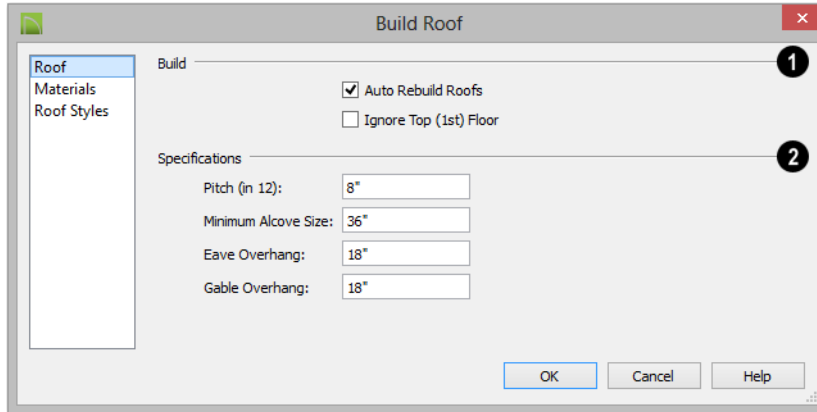 Build Roof
Roof
Materials
Roof Styles
Build
1
Auto Rebuild Roofs
Ignore Top (1st) Floor
Specifications
2
Pitch (in 12): 8"
Minimum Alcove Size: 36"
Eave Overhang: 18"
Gable Overhang: 18"
OK Cancel Help